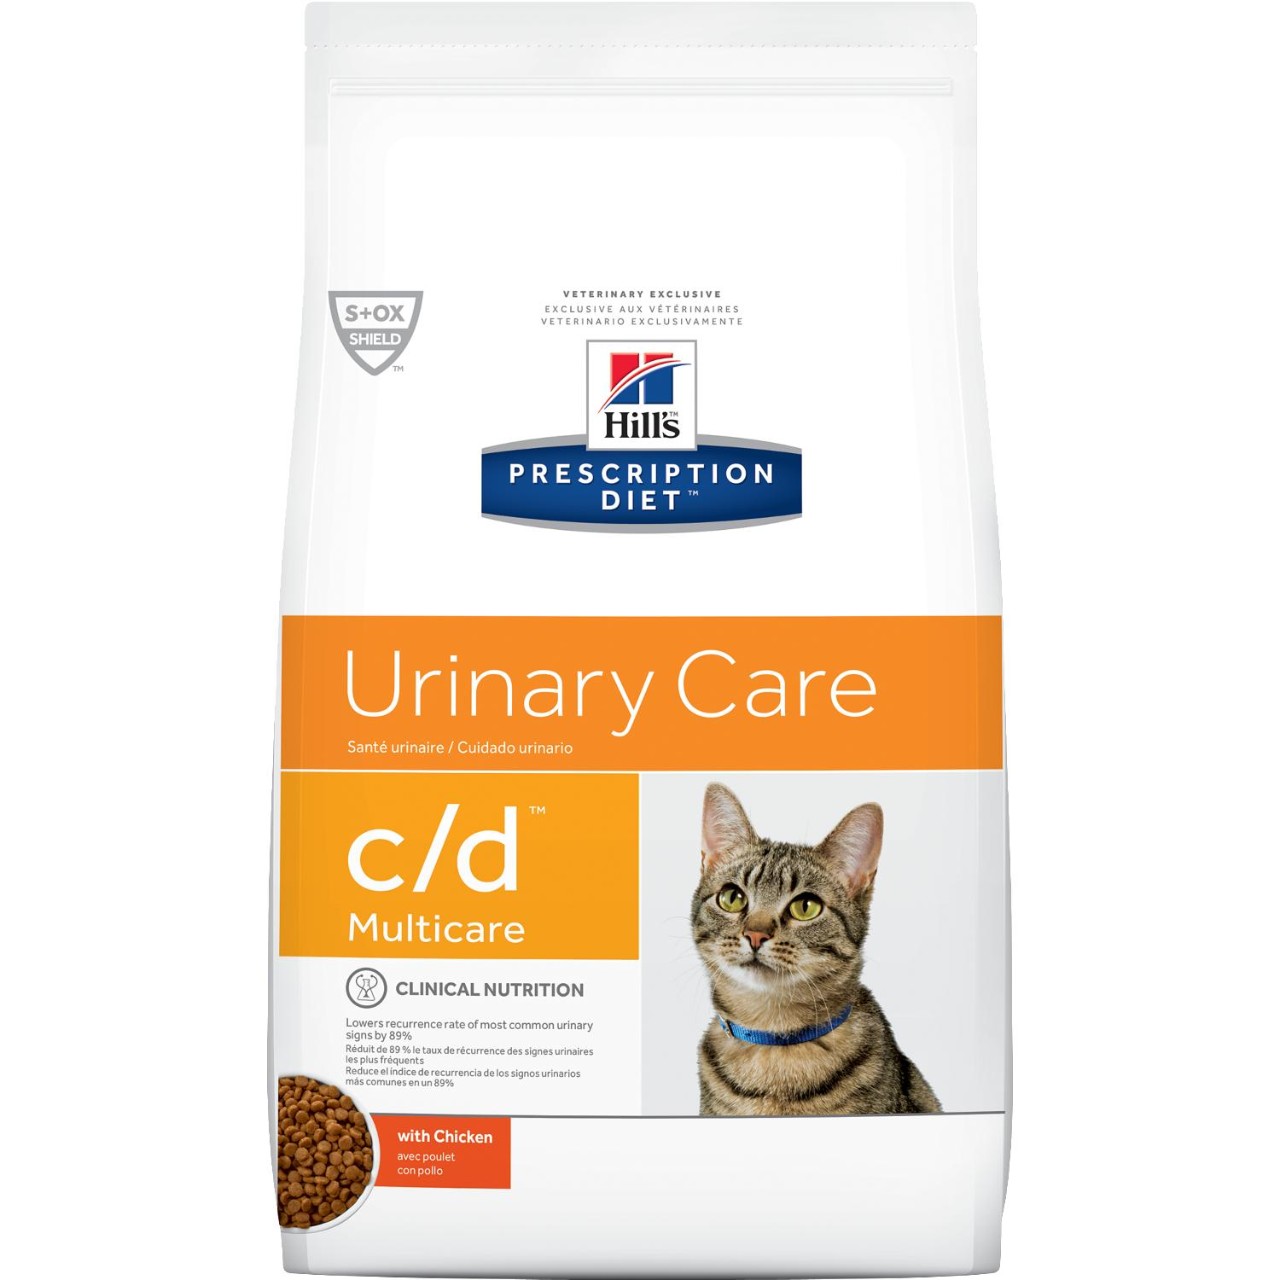 VETERINARY EXCLUSIVE
EXCLUSIVE AUX VÉTÉRINAIRES
VETERINARIO EXCLUSIVAMENTE
S+OX
SHIELD™
Hill's™
PRESCRIPTION
DIET™
Urinary Care
Santé urinaire / Cuidado urinario
c/d™
Multicare
CLINICAL NUTRITION
Lowers recurrence rate of most common urinary
signs by 89%
Réduit de 89 % le taux de récurrence des signes urinaires
les plus fréquents
Reduce el índice de recurrencia de los signos urinarios
más comunes en un 89%
with Chicken
avec poulet
con pollo